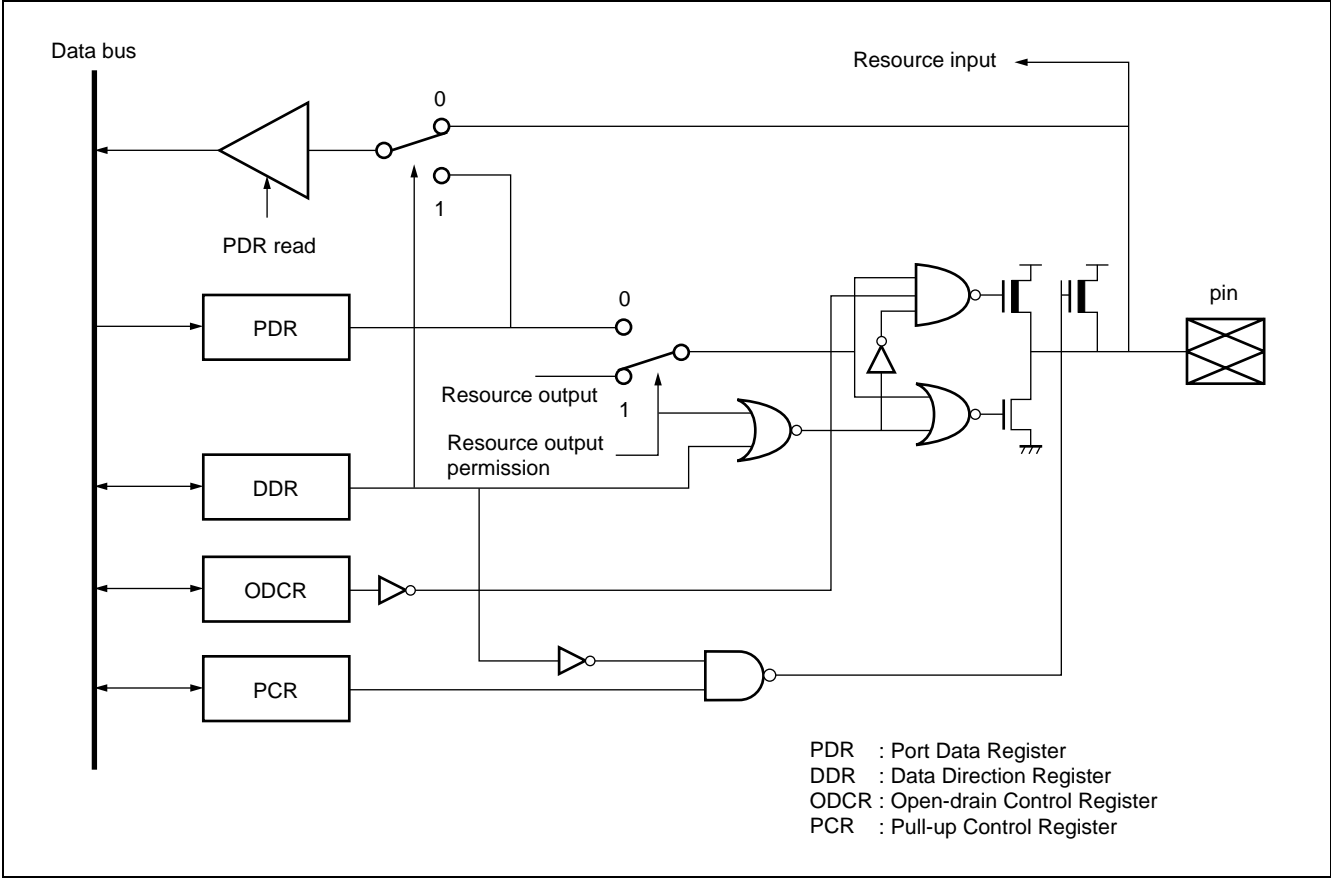 Data bus
Resource input
0
1
PDR read
pin
0
PDR
Resource output
1
Resource output
permission
DDR
ODCR
PCR
PDR : Port Data Register
DDR : Data Direction Register
ODCR : Open-drain Control Register
PCR : Pull-up Control Register